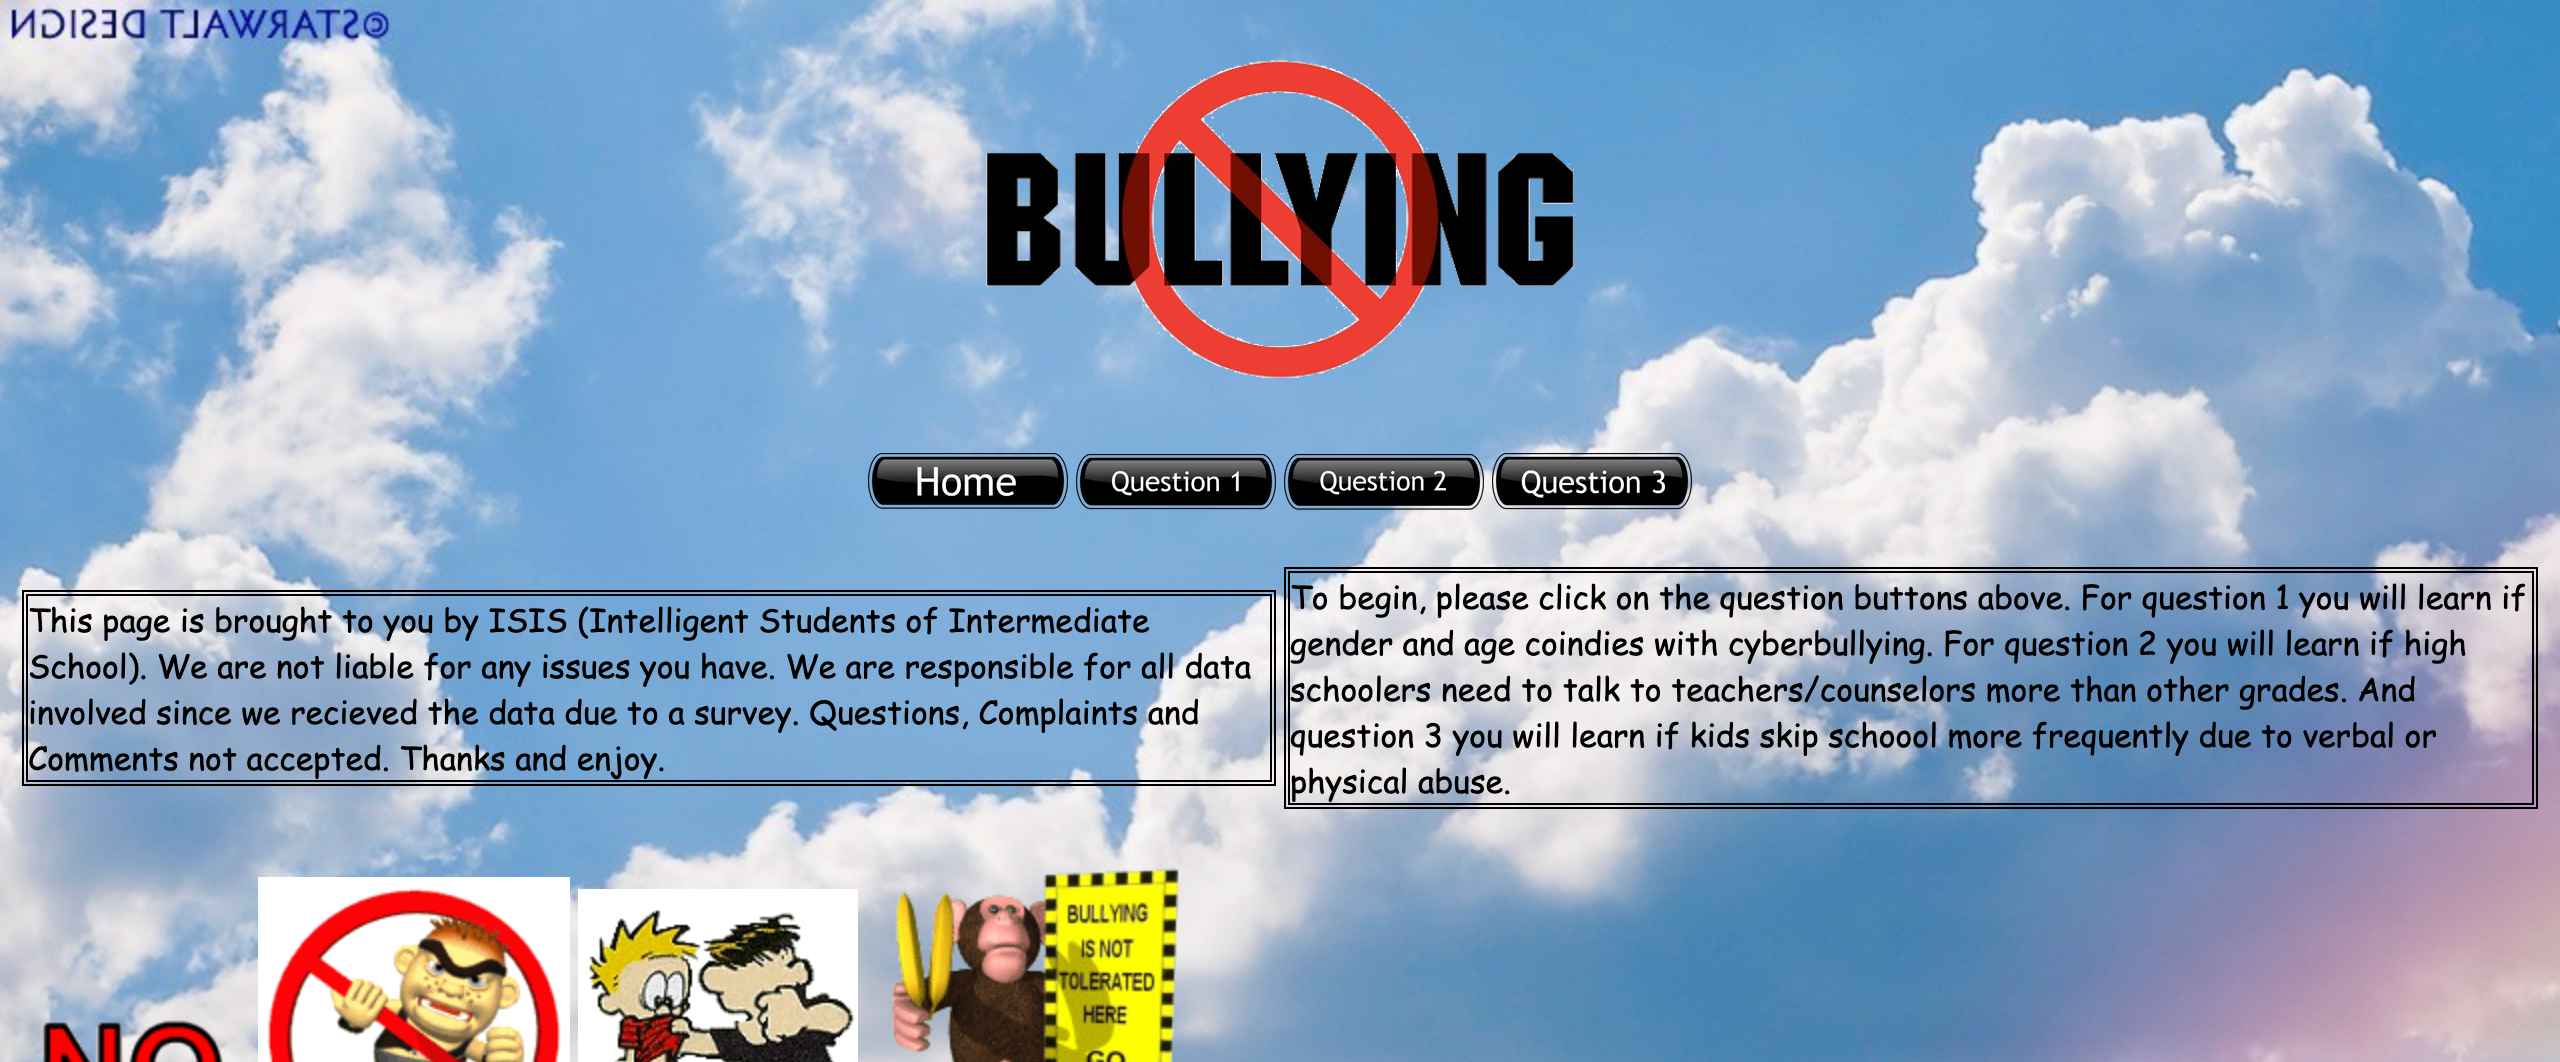 ©STARWALT DESIGN
BULLYING
Home
Question 1
Question 2
Question 3
This page is brought to you by ISIS (Intelligent Students of Intermediate
School). We are not liable for any issues you have. We are responsible for all data
involved since we recieved the data due to a survey. Questions, Complaints and
Comments not accepted. Thanks and enjoy.
To begin, please click on the question buttons above. For question 1 you will learn if
gender and age coindies with cyberbullying. For question 2 you will learn if high
schoolers need to talk to teachers/counselors more than other grades. And
question 3 you will learn if kids skip schoool more frequently due to verbal or
physical abuse.
NO
BULLYING
IS NOT
TOLERATED
HERE
GO